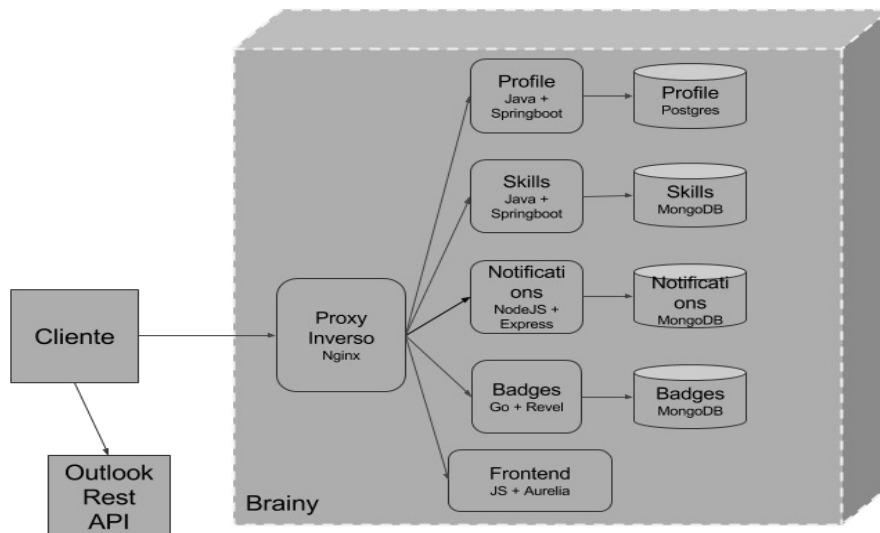 Profile
Java +
Springboot
Profile
Postgres
Skills
Java +
Springboot
Skills
MongoDB
Notificati
ons
NodeJS +
Express
Notificati
ons
MongoDB
Cliente
Proxy
Inverso
Nginx
Badges
Go + Revel
Badges
MongoDB
Outlook
Rest
API
Frontend
JS + Aurelia
Brainy